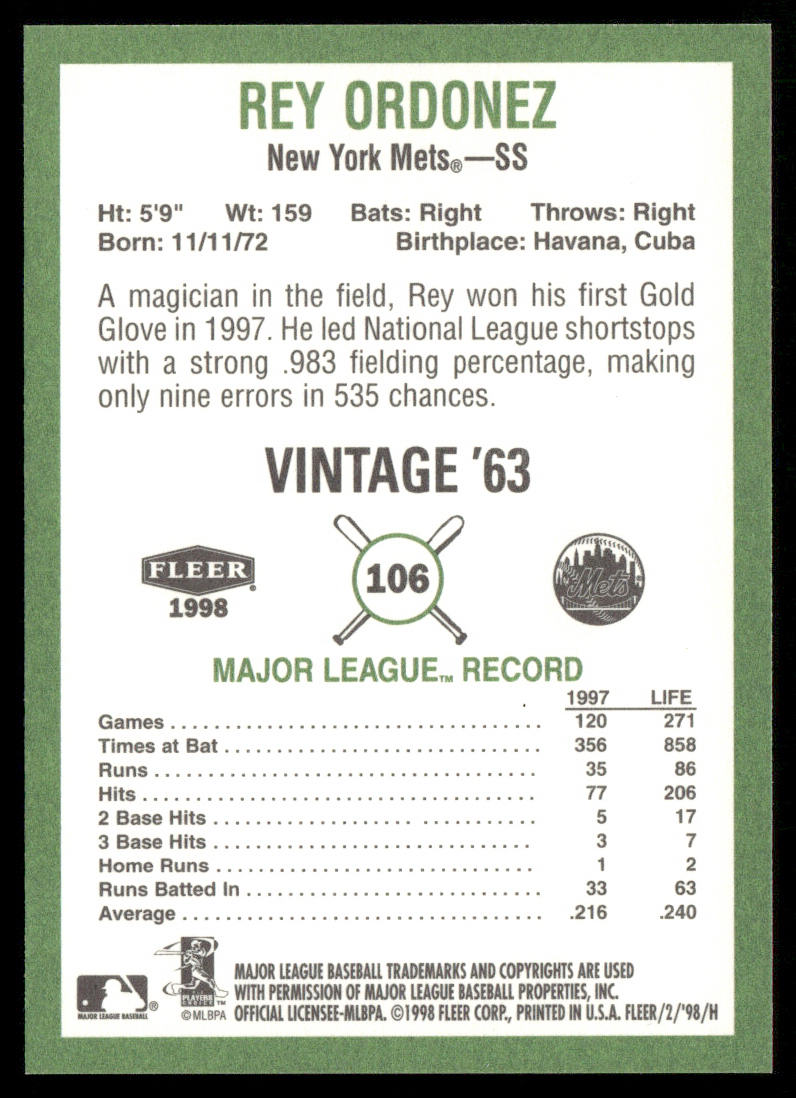 REY ORDONEZ
New York Mets®—SS
Ht: 5'9" Wt: 159 Bats: Right Throws: Right
Born: 11/11/72 Birthplace: Havana, Cuba
A magician in the field, Rey won his first Gold
Glove in 1997. He led National League shortstops
with a strong .983 fielding percentage, making
only nine errors in 535 chances.
VINTAGE '63
FLEER®
1998
106
Mets
MAJOR LEAGUE™ RECORD
1997 LIFE
Games 120 271
Times at Bat 356 858
Runs 35 86
Hits 77 206
2 Base Hits 5 17
3 Base Hits 3 7
Home Runs 1 2
Runs Batted In 33 63
Average .216 .240
MAJOR LEAGUE BASEBALL®
PLAYERS CHOICE™
©MLBPA
MAJOR LEAGUE BASEBALL TRADEMARKS AND COPYRIGHTS ARE USED
WITH PERMISSION OF MAJOR LEAGUE BASEBALL PROPERTIES, INC.
OFFICIAL LICENSEE-MLBPA. ©1998 FLEER CORP., PRINTED IN U.S.A. FLEER/2/'98/H